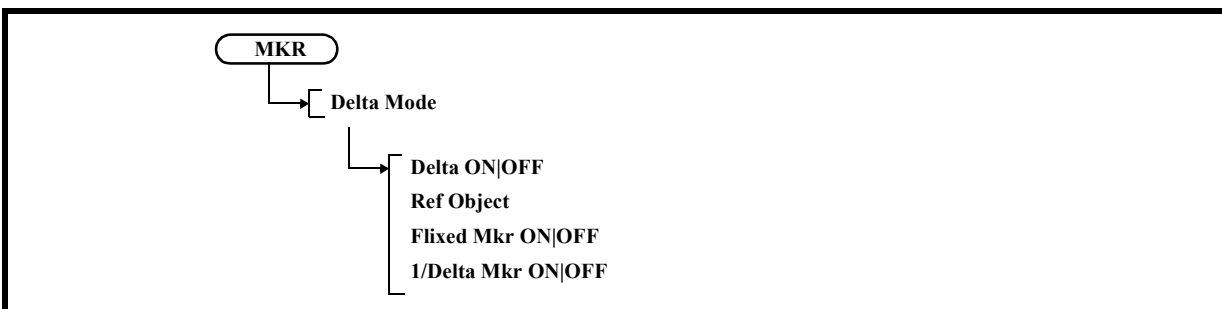 MKR
Delta Mode
Delta ON|OFF
Ref Object
Flixed Mkr ON|OFF
1/Delta Mkr ON|OFF